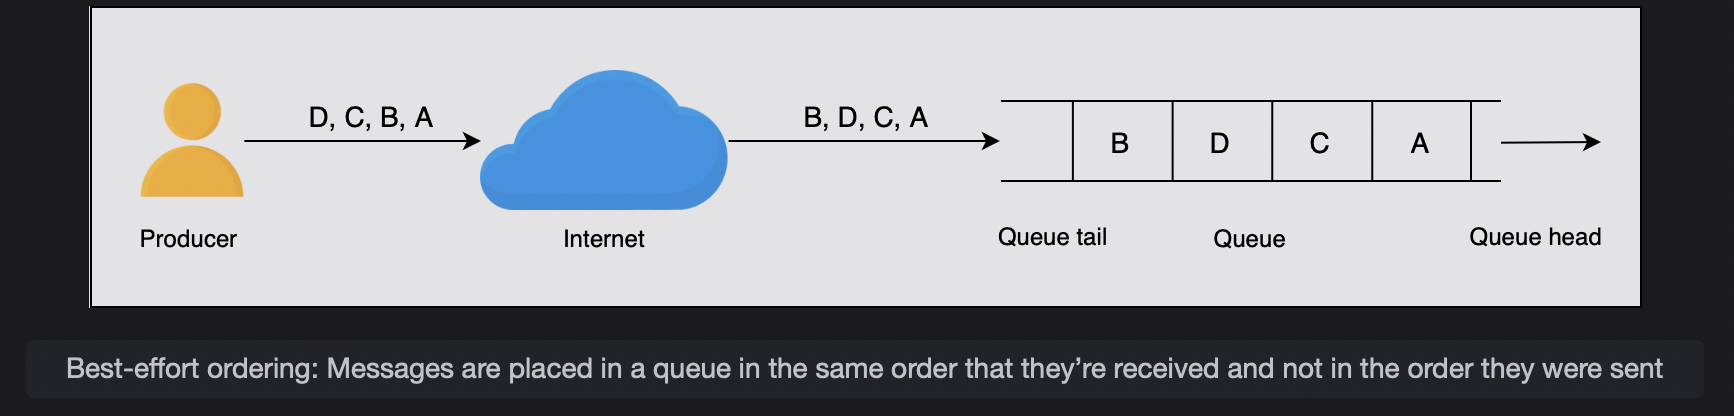 D, C, B, A
B, D, C, A
B D C A
Producer
Internet
Queue tail
Queue
Queue head
Best-effort ordering: Messages are placed in a queue in the same order that they’re received and not in the order they were sent